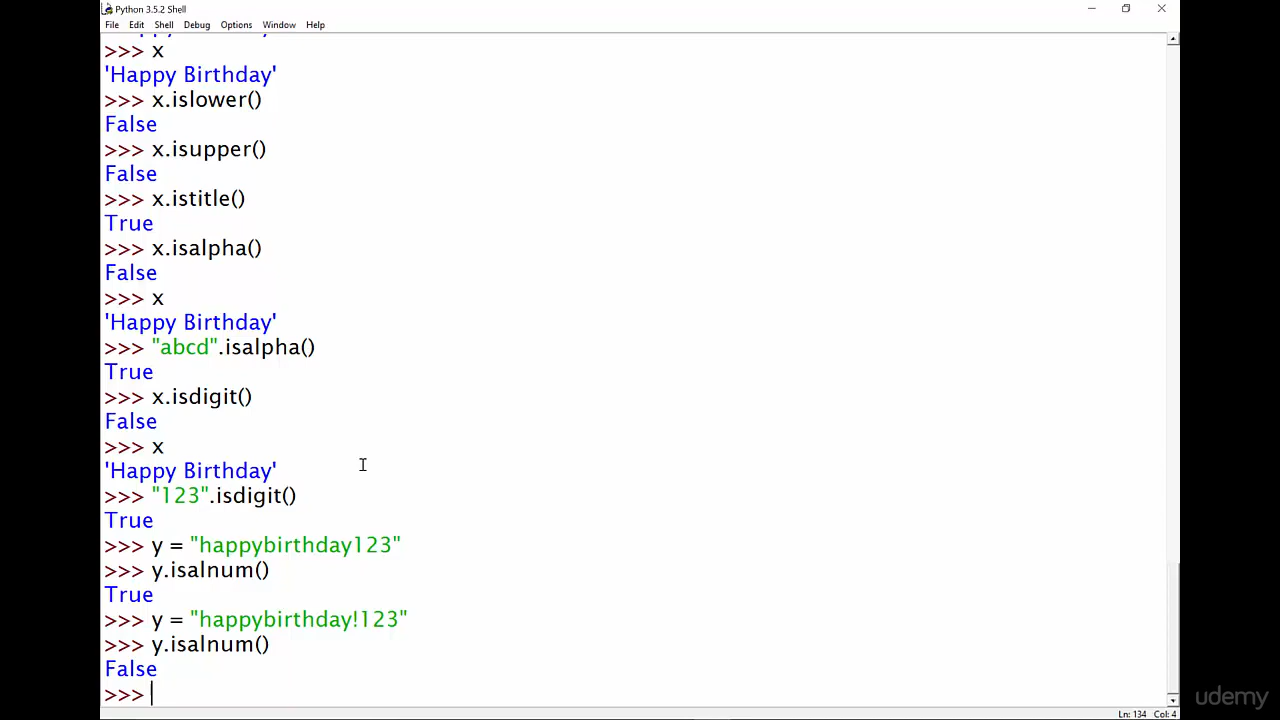 Python 3.5.2 Shell
File Edit Shell Debug Options Window Help
>>> x
'Happy Birthday'
>>> x.islower()
False
>>> x.isupper()
False
>>> x.istitle()
True
>>> x.isalpha()
False
>>> x
'Happy Birthday'
>>> "abcd".isalpha()
True
>>> x.isdigit()
False
>>> x
'Happy Birthday'
>>> "123".isdigit()
True
>>> y = "happybirthday123"
>>> y.isalnum()
True
>>> y = "happybirthday!123"
>>> y.isalnum()
False
>>>
udemy
Ln: 134 Col: 4